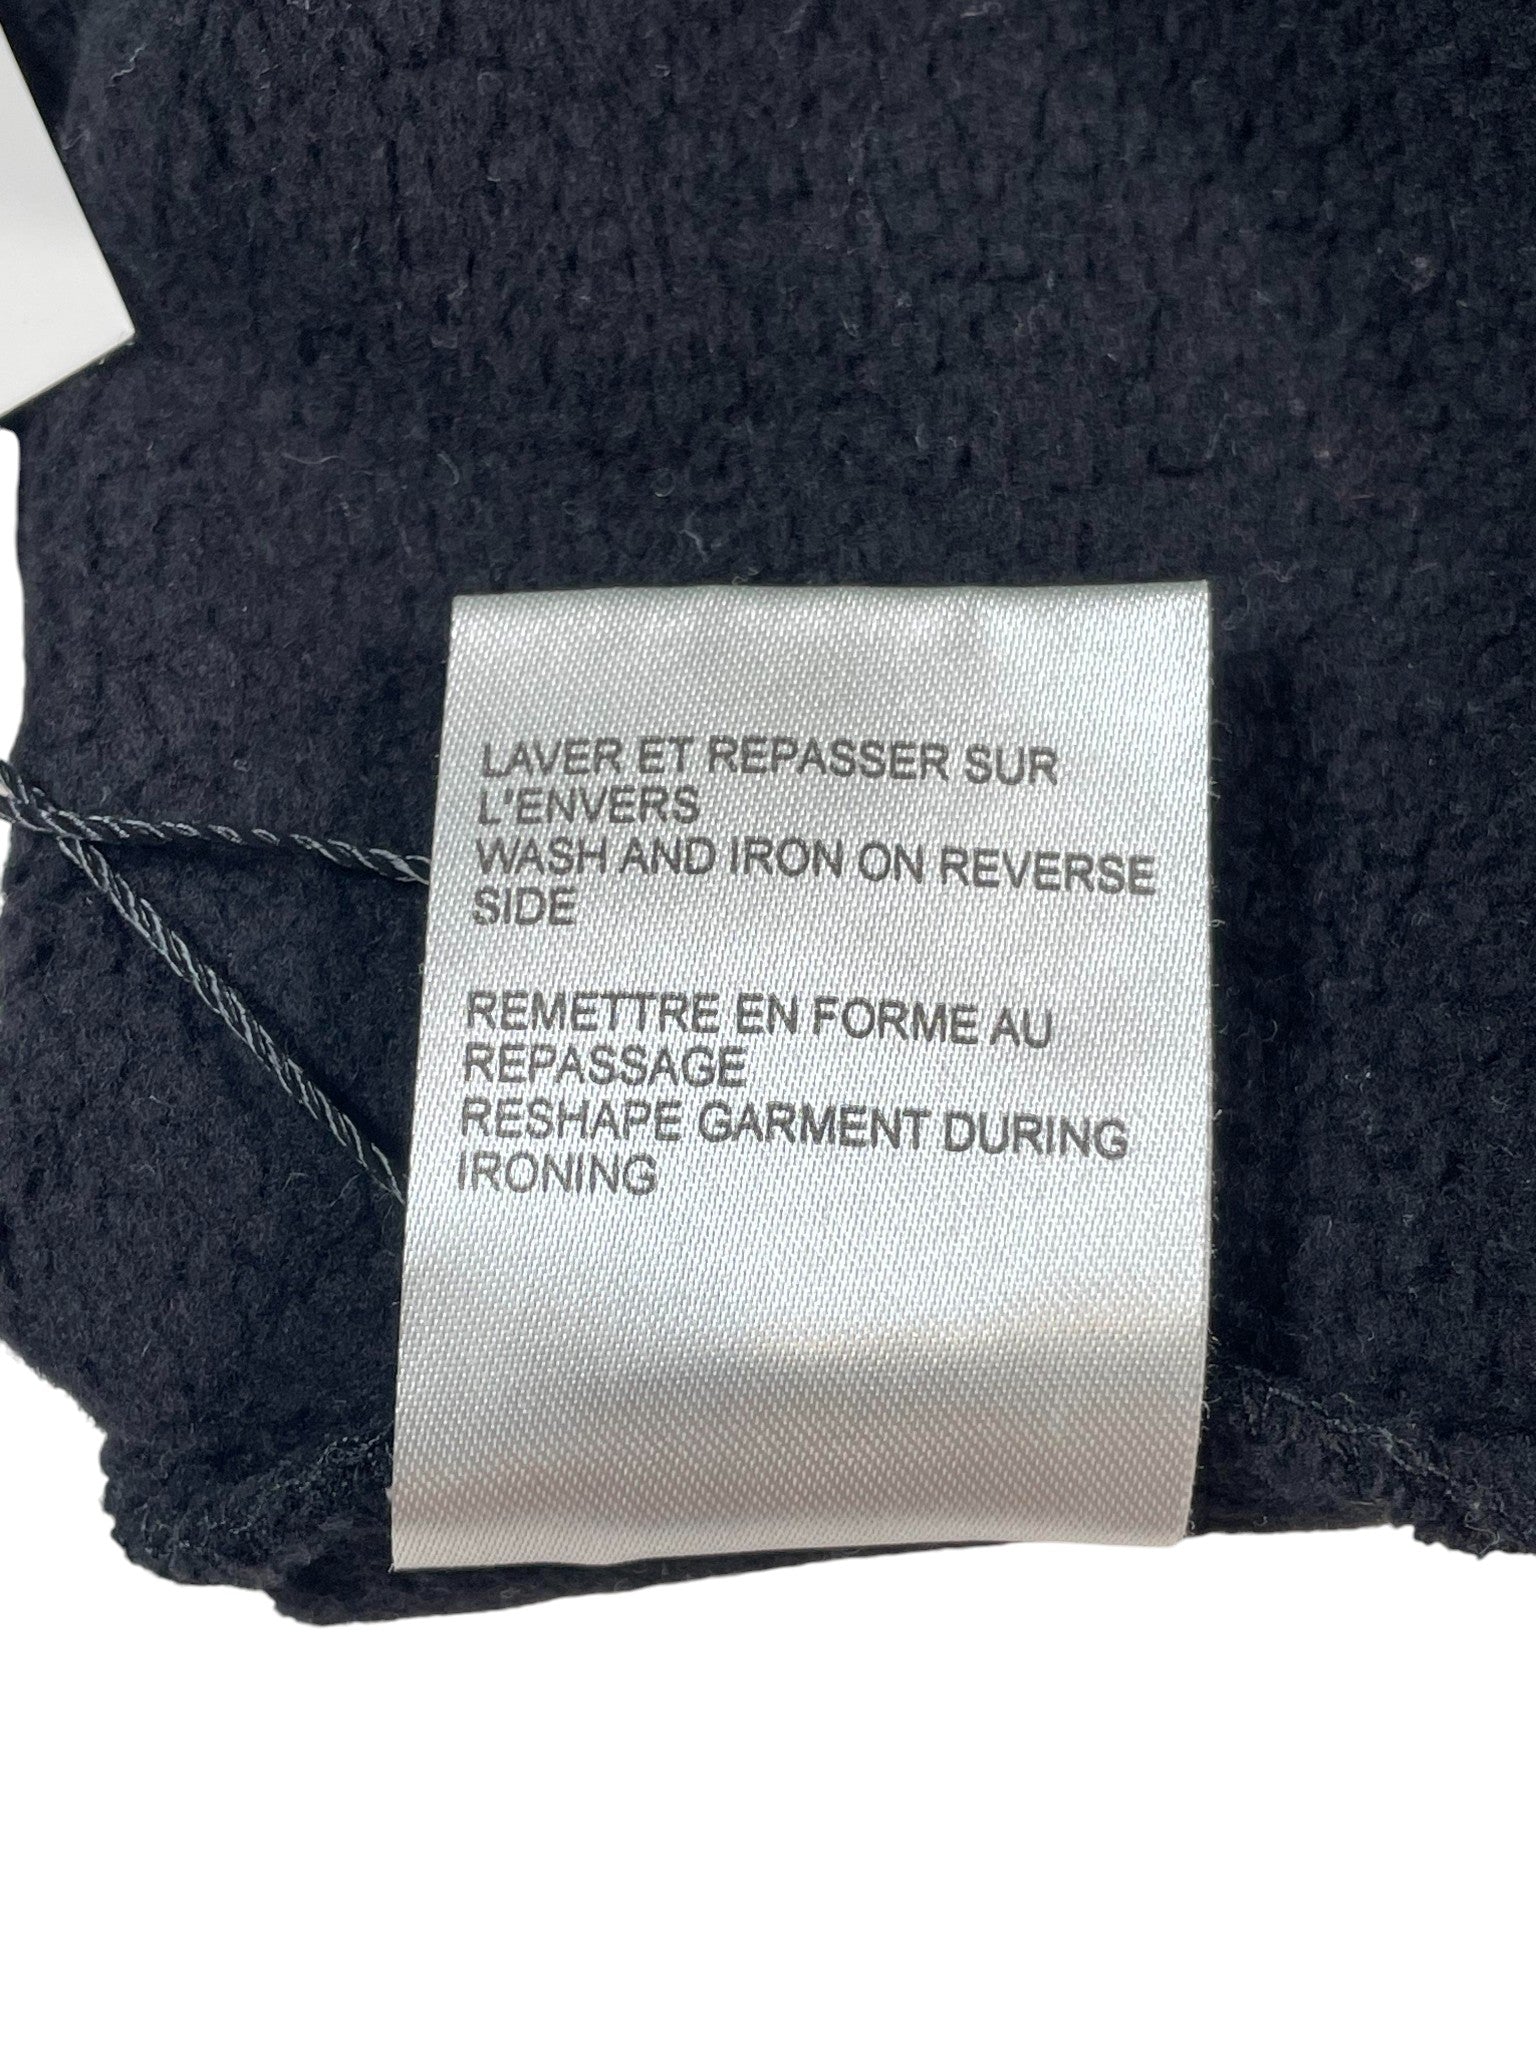 LAVER ET REPASSER SUR
L'ENVERS
WASH AND IRON ON REVERSE
SIDE
REMETTRE EN FORME AU
REPASSAGE
RESHAPE GARMENT DURING
IRONING